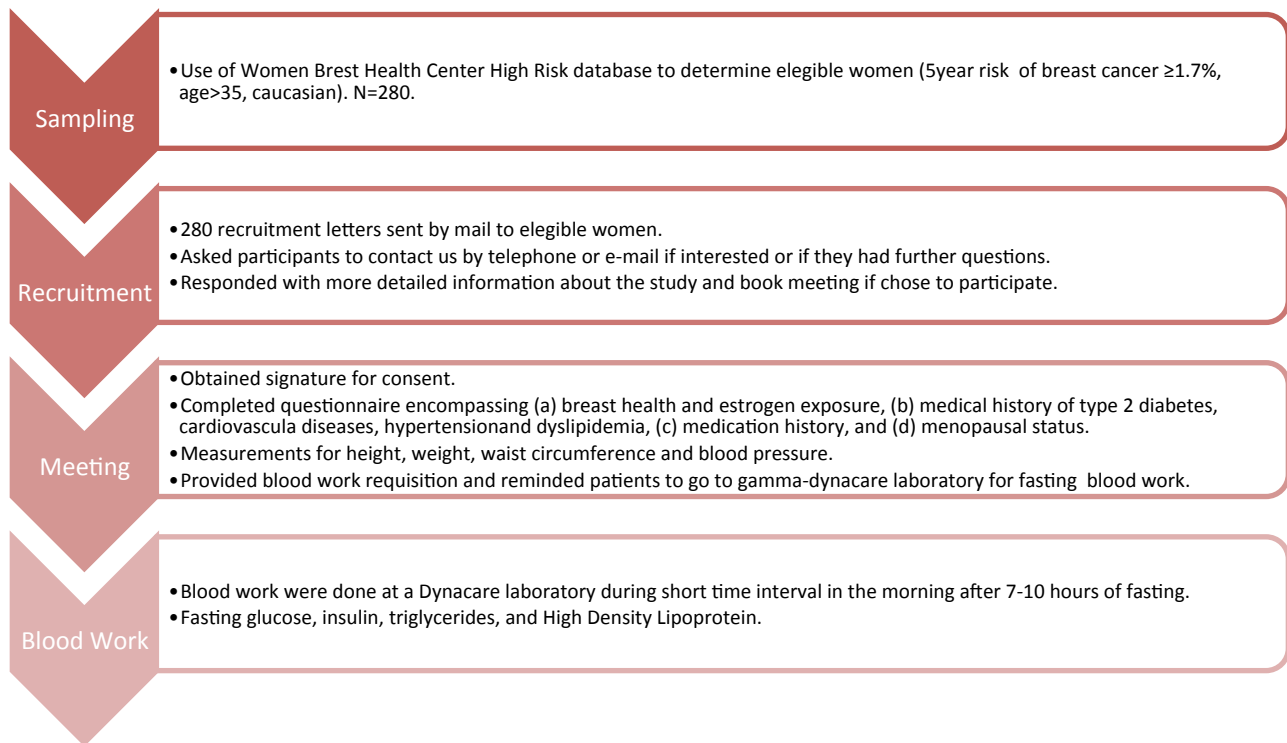 Sampling
•Use of Women Brest Health Center High Risk database to determine elegible women (5year risk of breast cancer ≥1.7%,
age>35, caucasian). N=280.
Recruitment
•280 recruitment letters sent by mail to elegible women.
•Asked participants to contact us by telephone or e-mail if interested or if they had further questions.
•Responded with more detailed information about the study and book meeting if chose to participate.
Meeting
•Obtained signature for consent.
•Completed questionnaire encompassing (a) breast health and estrogen exposure, (b) medical history of type 2 diabetes,
cardiovascula diseases, hypertensionand dyslipidemia, (c) medication history, and (d) menopausal status.
•Measurements for height, weight, waist circumference and blood pressure.
•Provided blood work requisition and reminded patients to go to gamma-dynacare laboratory for fasting blood work.
Blood Work
•Blood work were done at a Dynacare laboratory during short time interval in the morning after 7-10 hours of fasting.
•Fasting glucose, insulin, triglycerides, and High Density Lipoprotein.